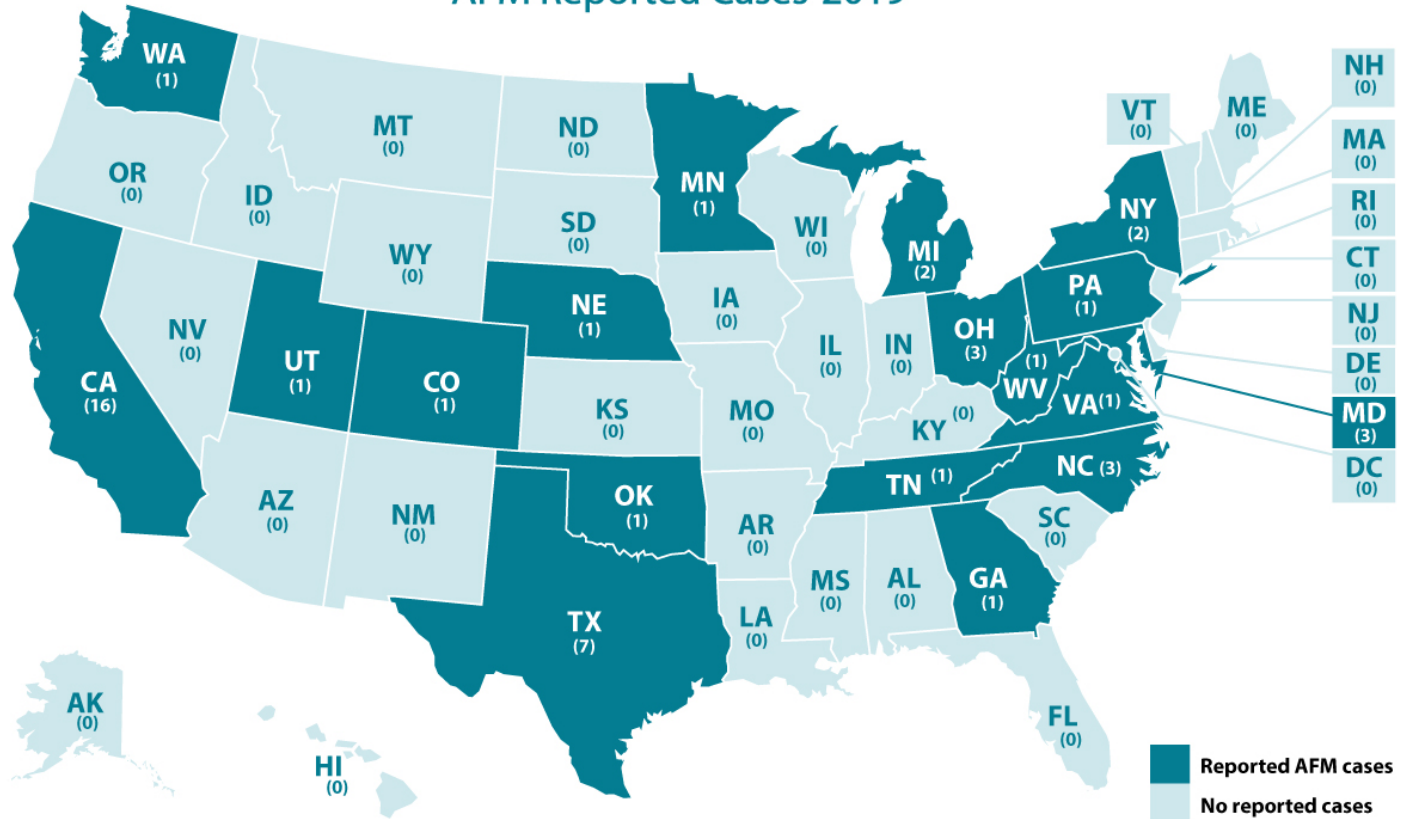 AFM Reported Cases 2019
WA
(1)
NH
(0)
VT
(0)
ME
(0)
MT
(0)
ND
(0)
MA
(0)
OR
(0)
ID
(0)
MN
(1)
RI
(0)
NY
(2)
SD
(0)
WI
(0)
WY
(0)
MI
(2)
CT
(0)
PA
(1)
NE
(1)
IA
(0)
NJ
(0)
NV
(0)
OH
(3)
IL
(0)
IN
(0)
UT
(1)
(1)
WV
DE
(0)
CA
(16)
CO
(1)
VA(1)
MD
(3)
KS
(0)
MO
(0)
KY (0)
DC
(0)
NC (3)
TN (1)
AZ
(0)
NM
(0)
OK
(1)
AR
(0)
SC
(0)
MS
(0)
AL
(0)
GA
(1)
TX
(7)
LA
(0)
AK
(0)
FL
(0)
HI
(0)
Reported AFM cases
No reported cases